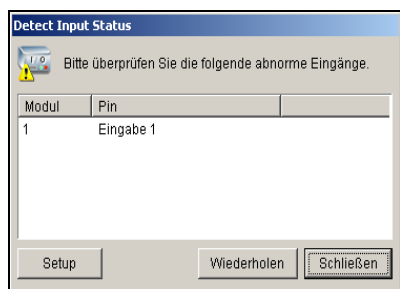 Detect Input Status
I/O
Bitte überprüfen Sie die folgende abnorme Eingänge.
Modul Pin
1 Eingabe 1
Setup Wiederholen Schließen